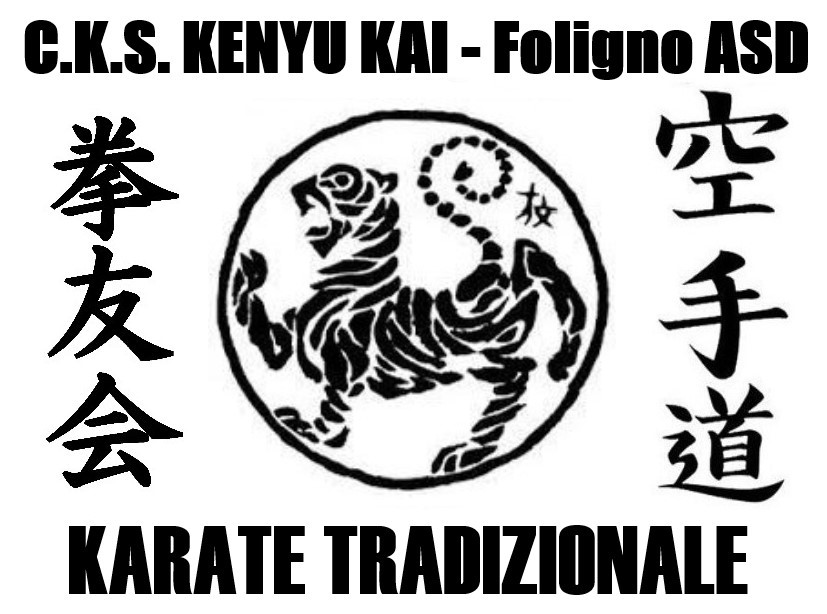 C.K.S. KENYU KAI - Foligno ASD
拳友会
空手道
KARATE TRADIZIONALE